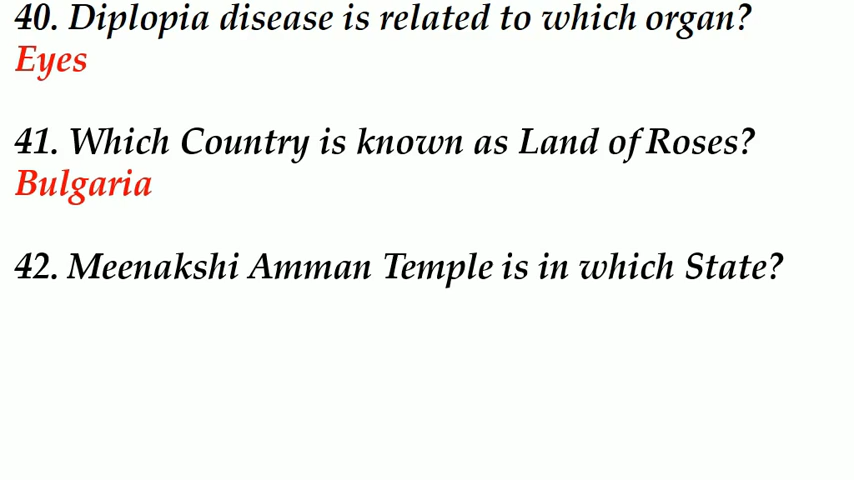 40. Diplopia disease is related to which organ?
Eyes
41. Which Country is known as Land of Roses?
Bulgaria
42. Meenakshi Amman Temple is in which State?